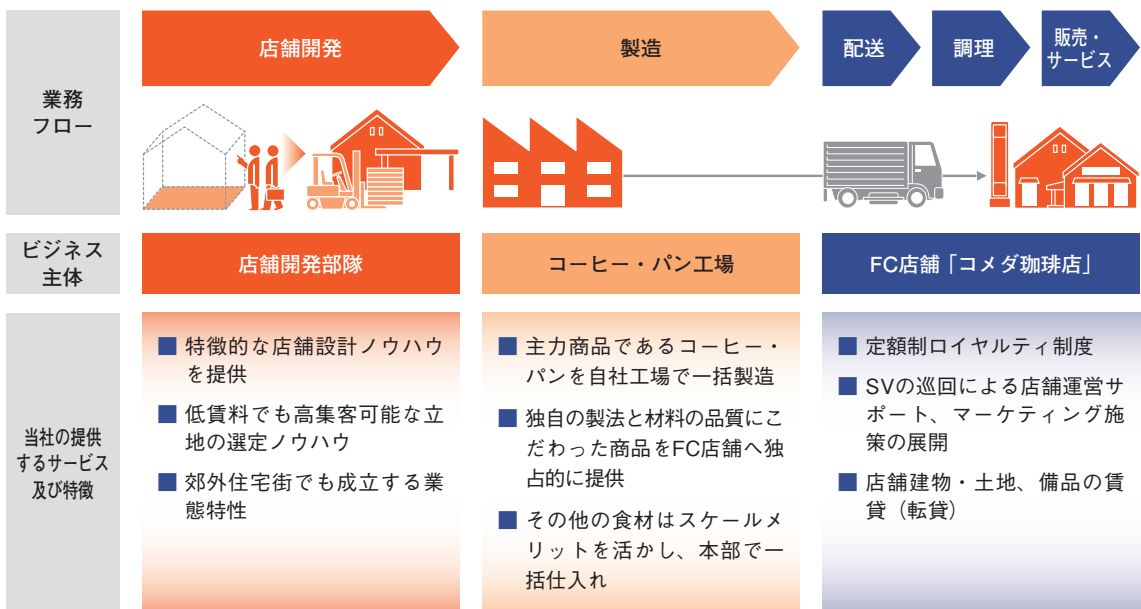 業務
フロー
店舗開発
製造
配送
調理
販売・
サービス
ビジネス
主体
店舗開発部隊
コーヒー・パン工場
FC店舗「コメダ珈琲店」
当社の提供
するサービス
及び特徴
■ 特徴的な店舗設計ノウハウ
を提供
■ 低賃料でも高集客可能な立
地の選定ノウハウ
■ 郊外住宅街でも成立する業
態特性
■ 主力商品であるコーヒー・
パンを自社工場で一括製造
■ 独自の製法と材料の品質にこ
だわった商品をFC店舗へ独
占的に提供
■ その他の食材はスケールメ
リットを活かし、本部で一
括仕入れ
■ 定額制ロイヤルティ制度
■ SVの巡回による店舗運営サ
ポート、マーケティング施
策の展開
■ 店舗建物・土地、備品の賃
貸（転貸）